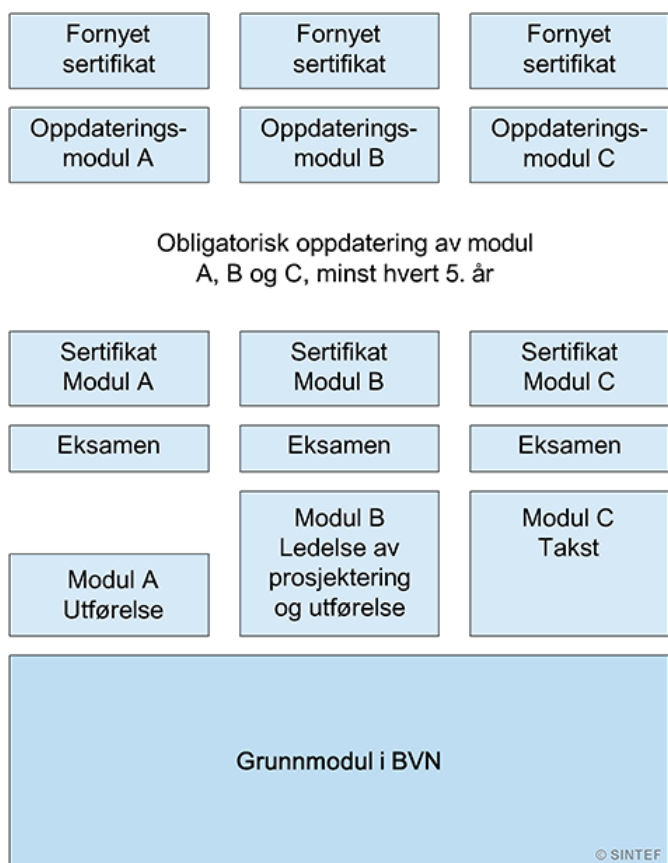 Fornyet
sertifikat
Fornyet
sertifikat
Fornyet
sertifikat
Oppdaterings-
modul A
Oppdaterings-
modul B
Oppdaterings-
modul C
Obligatorisk oppdatering av modul
A, B og C, minst hvert 5. år
Sertifikat
Modul A
Sertifikat
Modul B
Sertifikat
Modul C
Eksamen
Eksamen
Eksamen
Modul A
Utførelse
Modul B
Ledelse av
prosjektering
og utførelse
Modul C
Takst
Grunnmodul i BVN
© SINTEF